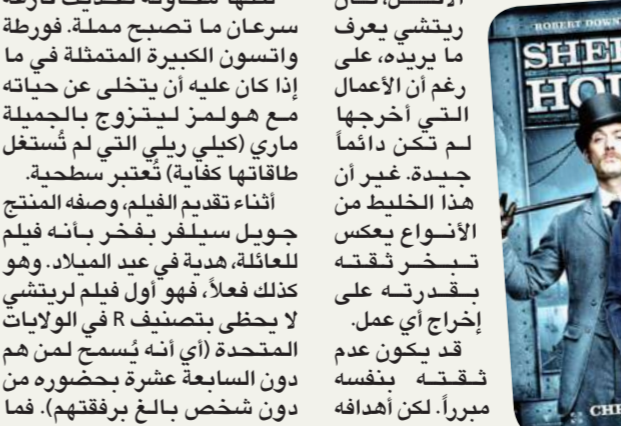 ريتشي يعرف
ما يريده، على
رغم أن الأعمال
التي أخرجها
لم تكن دائماً
جيدة. غير أن
هذا الخليط من
الأنواع يعكس
تبخر ثقته
بقدرته على
إخراج أي عمل.
قد يكون عدم
ثقته بنفسه
مبرراً. لكن أهدافه
سرعان ما تصبح مملة. فورطة
واتسون الكبيرة المتمثلة في ما
إذا كان عليه أن يتخلى عن حياته
مع هولمز ليتزوج بالجميلة
ماري (كيلي ريلي التي لم تُستغل
طاقاتها كفاية) تُعتبر سطحية.
أثناء تقديم الفيلم، وصفه المنتج
جويل سيلفر بفخر بأنه فيلم
للعائلة، هدية في عيد الميلاد. وهو
كذلك فعلاً، فهو أول فيلم لريتشي
لا يحظى بتصنيف R في الولايات
المتحدة (أي أنه يُسمح لمن هم
دون السابعة عشرة بحضوره من
دون شخص بالغ برفقتهم). فما
ROBERT DOWN
SHE
HO